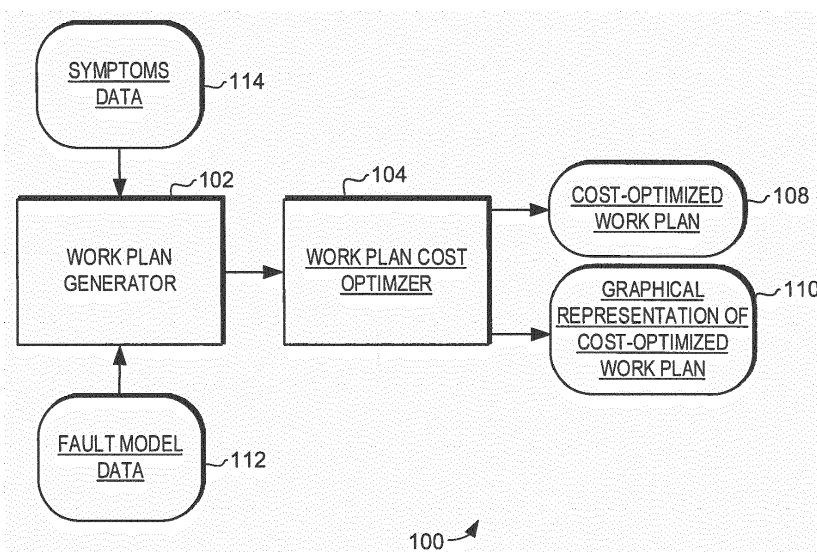 SYMPTOMS
DATA
114
102
WORK PLAN
GENERATOR
104
WORK PLAN COST
OPTIMZER
COST-OPTIMIZED
WORK PLAN
108
GRAPHICAL
REPRESENTATION OF
COST-OPTIMIZED
WORK PLAN
110
FAULT MODEL
DATA
112
100